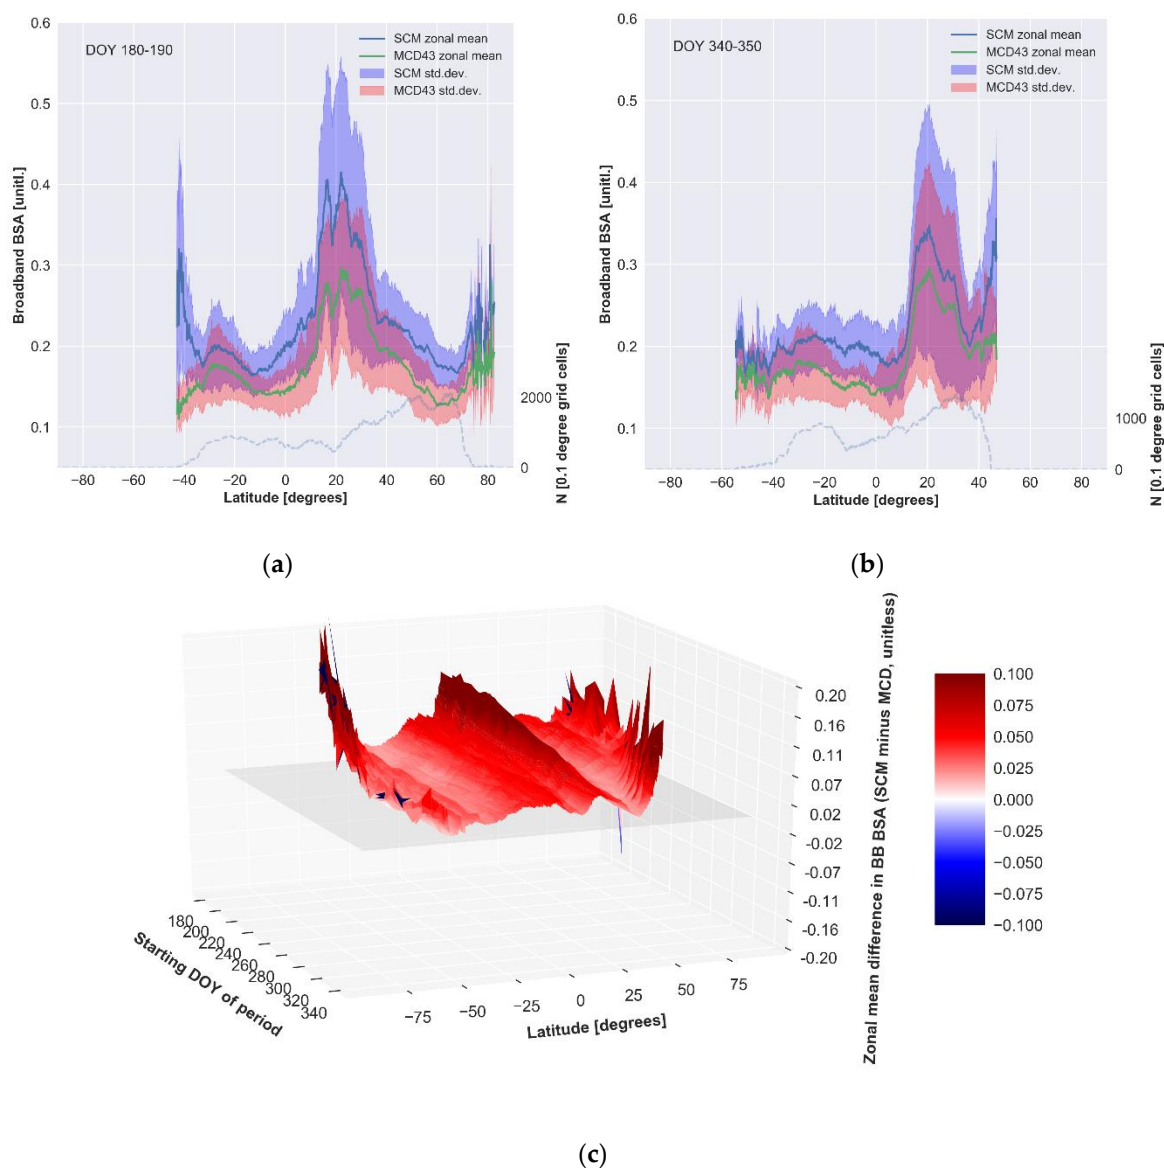 0.6
0.5
0.4
0.3
0.2
0.1
Broadband BSA [unitl.]
DOY 180-190
SCM zonal mean
MCD43 zonal mean
SCM std.dev.
MCD43 std.dev.
2000
0
N [0.1 degree grid cells]
−80 −60 −40 −20 0 20 40 60 80
Latitude [degrees]
(a)
0.6
0.5
0.4
0.3
0.2
0.1
Broadband BSA [unitl.]
DOY 340-350
SCM zonal mean
MCD43 zonal mean
SCM std.dev.
MCD43 std.dev.
1000
0
N [0.1 degree grid cells]
−80 −60 −40 −20 0 20 40 60 80
Latitude [degrees]
(b)
180
200
220
240
260
280
300
320
340
Starting DOY of period
−75 −50 −25 0 25 50 75
Latitude [degrees]
0.20
0.16
0.11
0.07
0.02
−0.02
−0.07
−0.11
−0.16
−0.20
Zonal mean difference in BB BSA (SCM minus MCD, unitless)
0.100
0.075
0.050
0.025
0.000
−0.025
−0.050
−0.075
−0.100
(c)